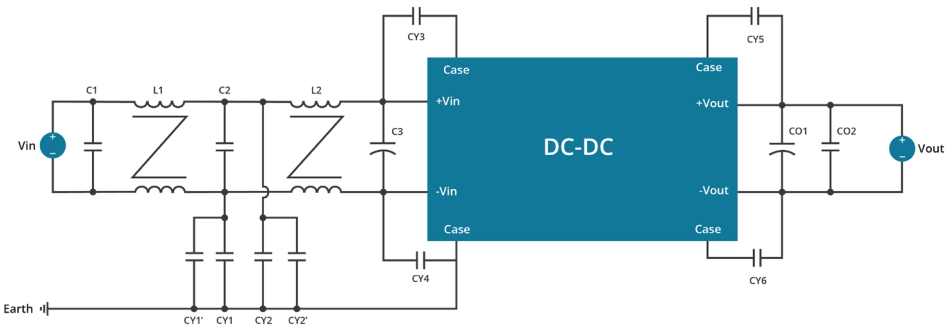 CY3
CY5
Case
Case
C1
L1
C2
L2
+Vin
+Vout
C3
CO1
CO2
Vin
+
−
DC-DC
+
−
Vout
-Vin
-Vout
Case
Case
CY4
CY6
Earth
CY1'
CY1
CY2
CY2'